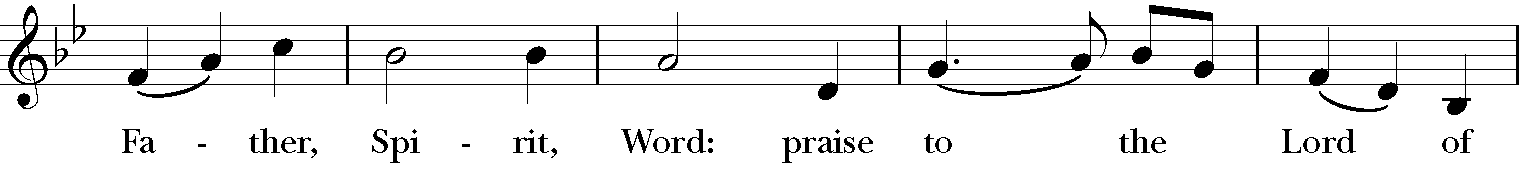 Fa - ther, Spi - rit, Word: praise to the Lord of